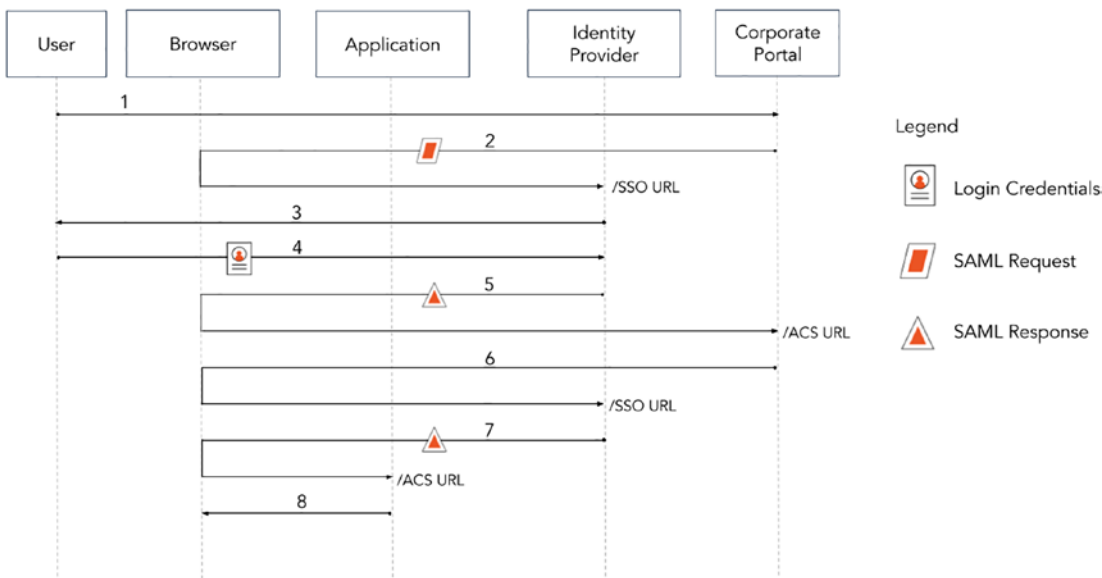 User
Browser
Application
Identity
Provider
Corporate
Portal
1
2
/SSO URL
3
4
5
/ACS URL
6
/SSO URL
7
/ACS URL
8
Legend
Login Credentials
SAML Request
SAML Response